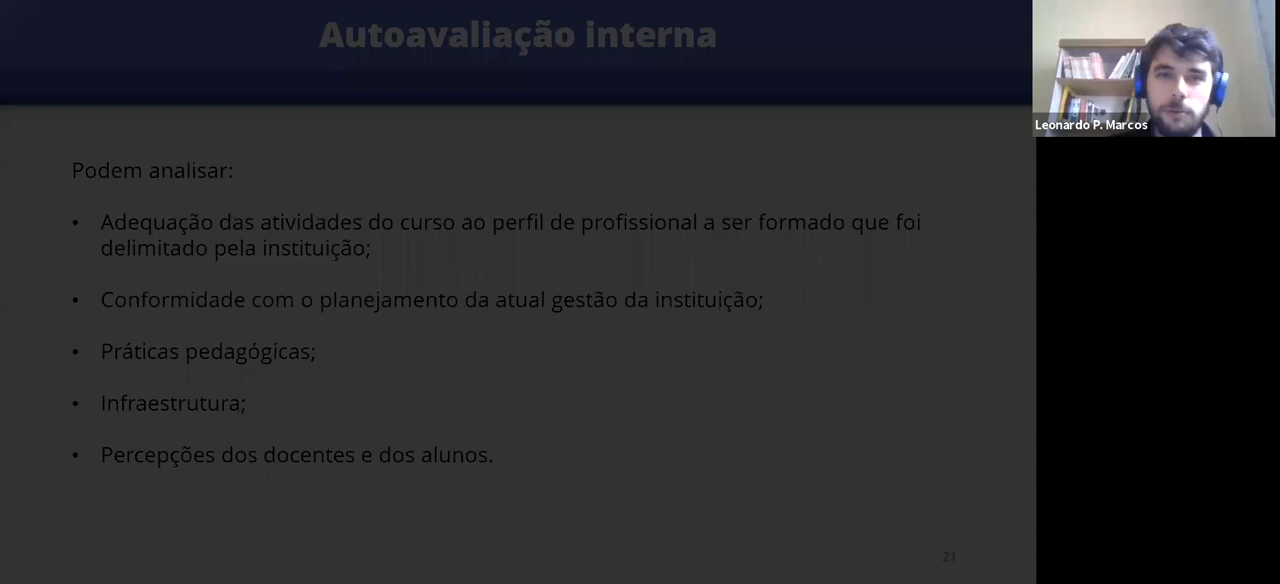 Autoavaliação interna
Leonardo P. Marcos
Podem analisar:
• Adequação das atividades do curso ao perfil de profissional a ser formado que foi
delimitado pela instituição;
• Conformidade com o planejamento da atual gestão da instituição;
• Práticas pedagógicas;
• Infraestrutura;
• Percepções dos docentes e dos alunos.
21